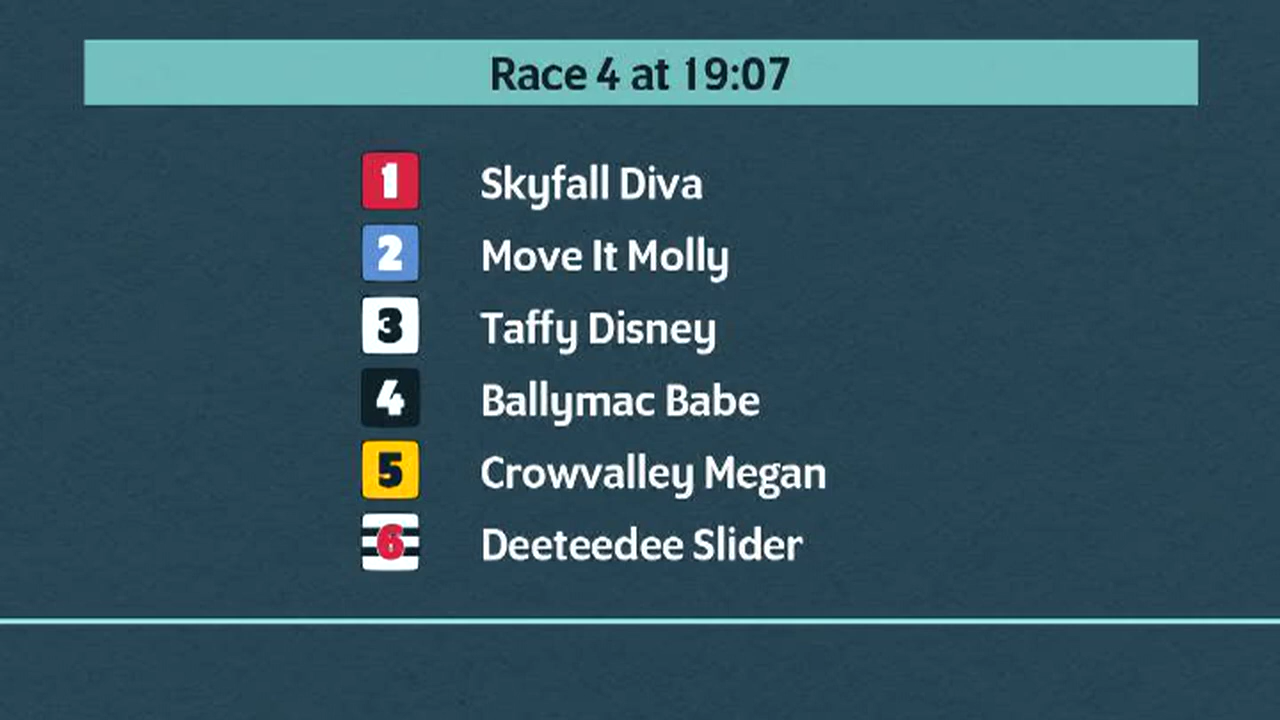 Race 4 at 19:07
1 Skyfall Diva
2 Move It Molly
3 Taffy Disney
4 Ballymac Babe
5 Crowvalley Megan
6 Deeteedee Slider